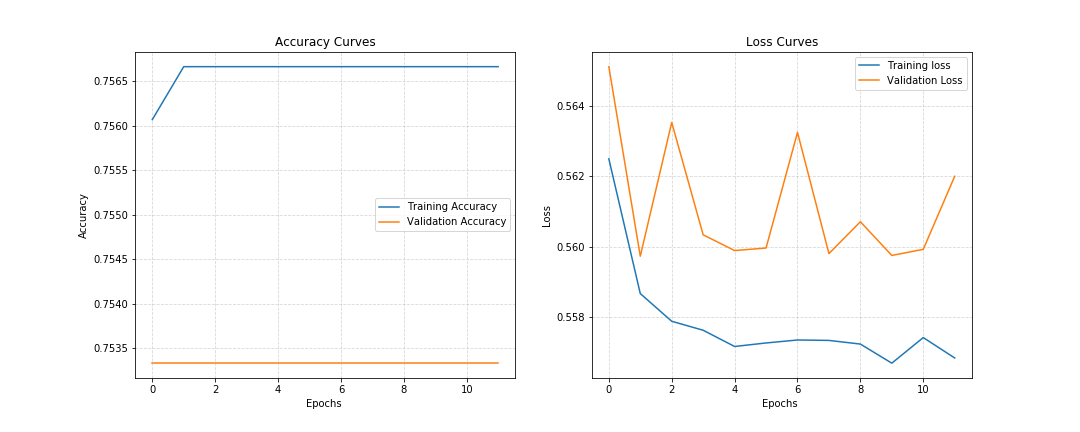 Accuracy Curves
0.7565
0.7560
0.7555
0.7550
0.7545
0.7540
0.7535
Accuracy
Training Accuracy
Validation Accuracy
0 2 4 6 8 10
Epochs
Loss Curves
0.564
0.562
0.560
0.558
Loss
Training loss
Validation Loss
0 2 4 6 8 10
Epochs